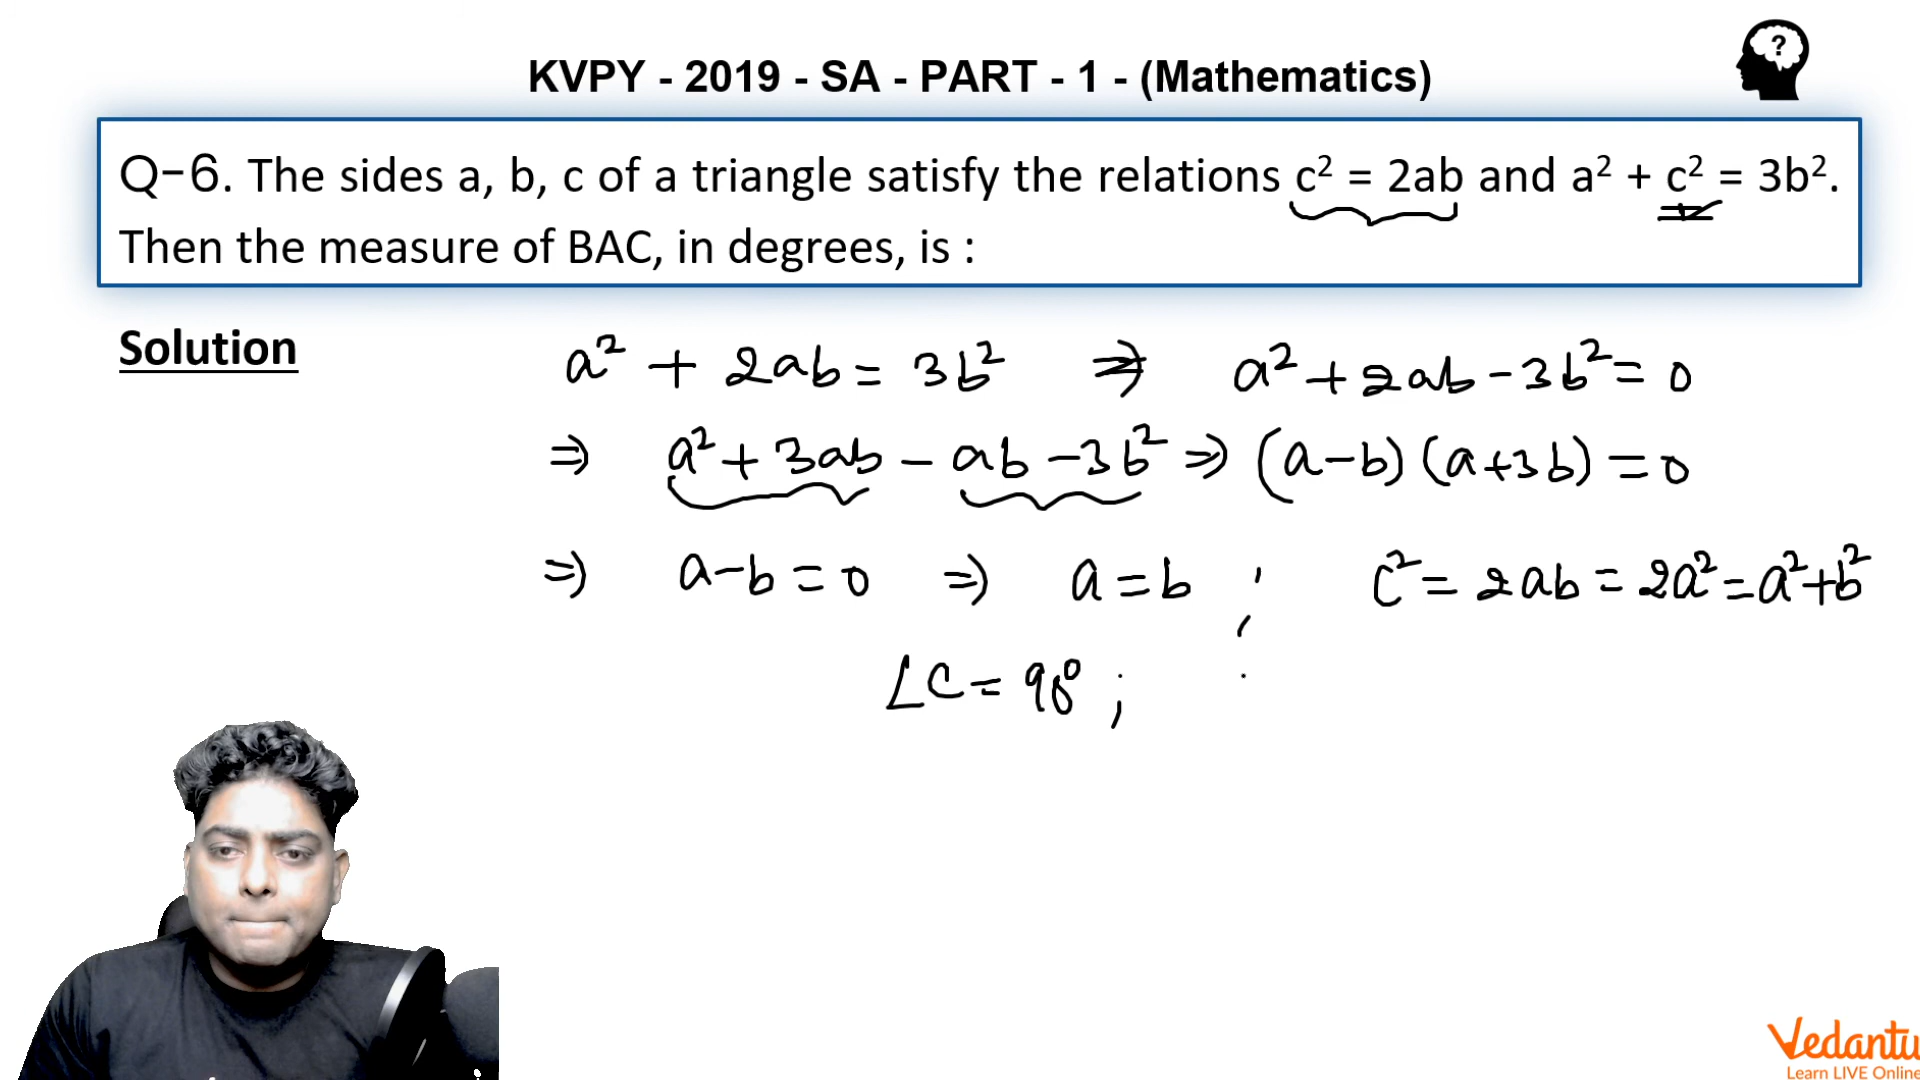 KVPY - 2019 - SA - PART - 1 - (Mathematics)
?
Q-6. The sides a, b, c of a triangle satisfy the relations c² = 2ab and a² + c² = 3b².
Then the measure of BAC, in degrees, is :
Solution
a² + 2ab = 3b² ⇒ a² + 2ab - 3b² = 0
⇒ a² + 3ab - ab - 3b² ⇒ (a-b) (a+3b) = 0
⇒ a-b = 0 ⇒ a = b ; c² = 2ab = 2a² = a² + b²
∠C = 90° ;
Vedantu
Learn LIVE Online